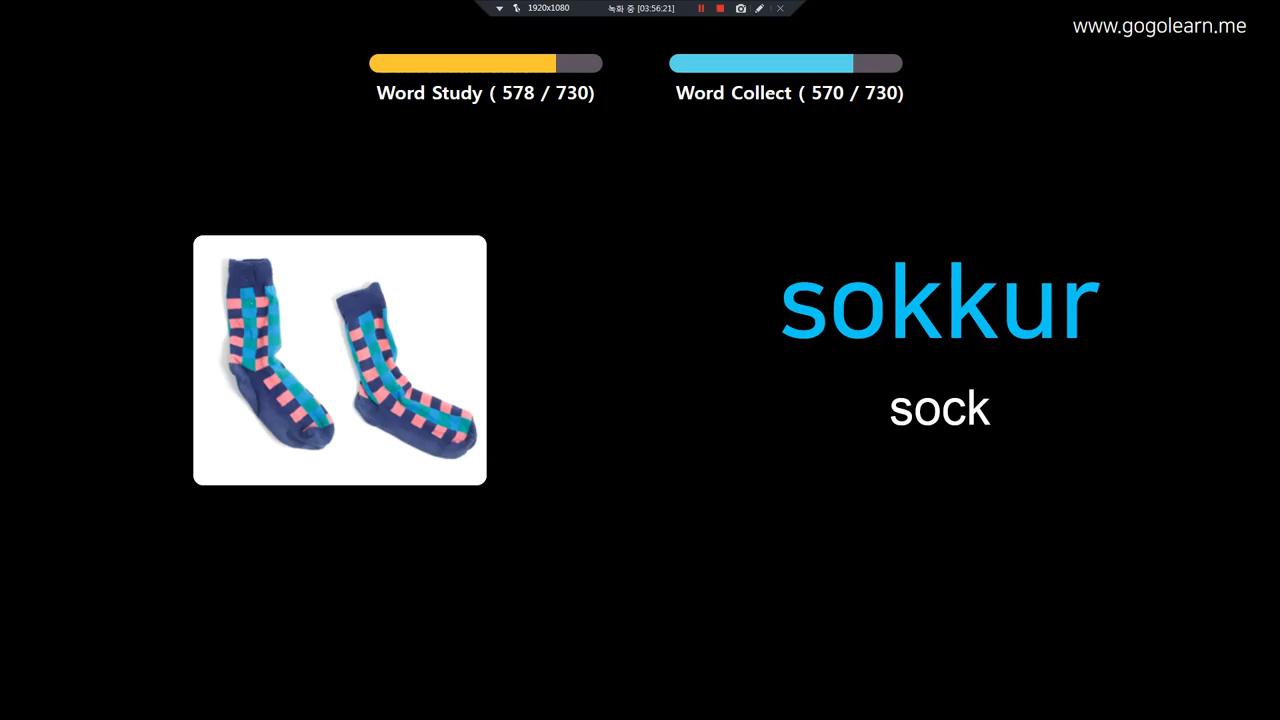 1920x1080 녹화 중 [03:56:21]
www.gogolearn.me
Word Study ( 578 / 730) Word Collect ( 570 / 730)
sokkur
sock